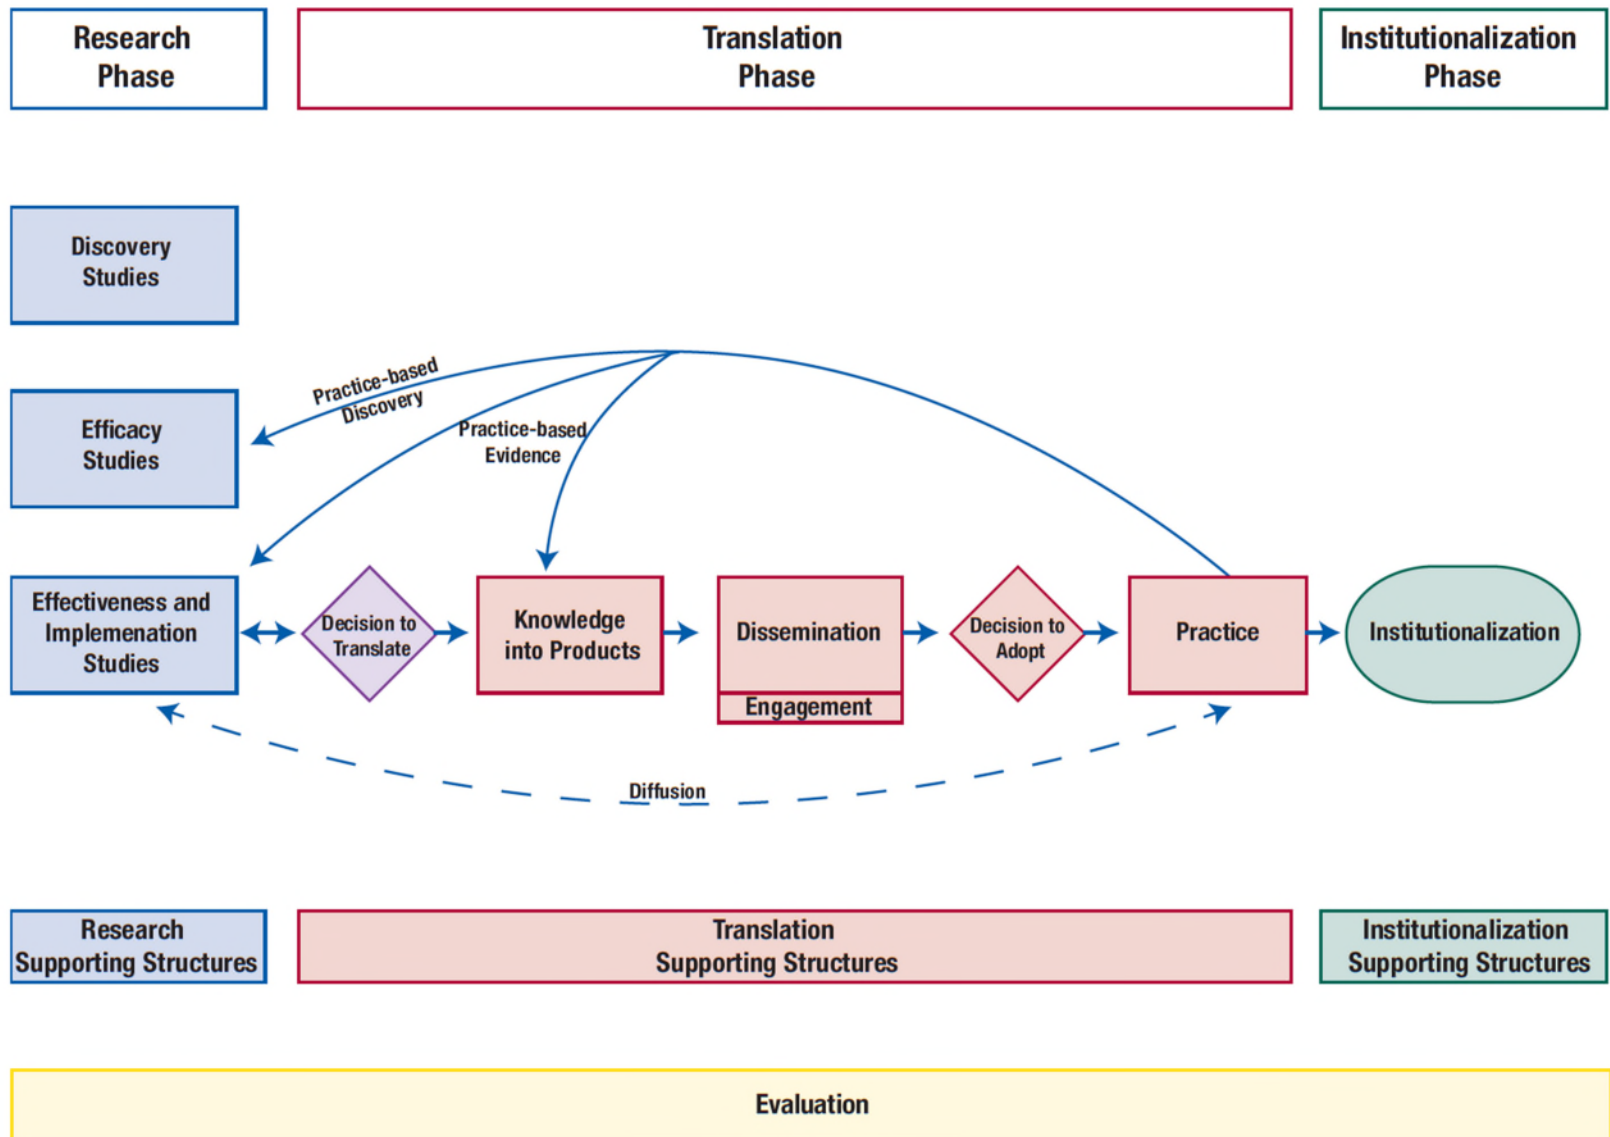 Research
Phase
Translation
Phase
Institutionalization
Phase
Discovery
Studies
Practice-based
Discovery
Efficacy
Studies
Practice-based
Evidence
Effectiveness and
Implemenation
Studies
Decision to
Translate
Knowledge
into Products
Dissemination
Engagement
Decision to
Adopt
Practice
Institutionalization
Diffusion
Research
Supporting Structures
Translation
Supporting Structures
Institutionalization
Supporting Structures
Evaluation